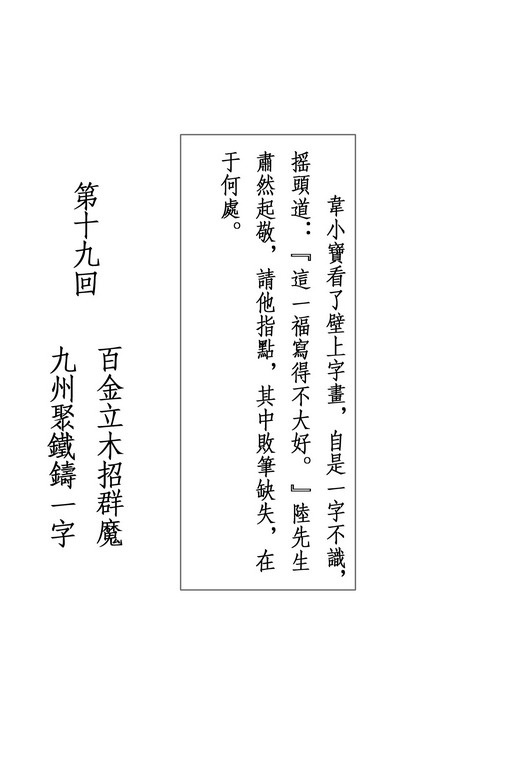 韋小寶看了壁上字畫，自是一字不識，
摇頭道：『這一福寫得不大好。』陸先生
肅然起敬，請他指點，其中敗筆缺失，在
于何處。
第十九回
百金立木招群魔
九州聚鐵鑄一字